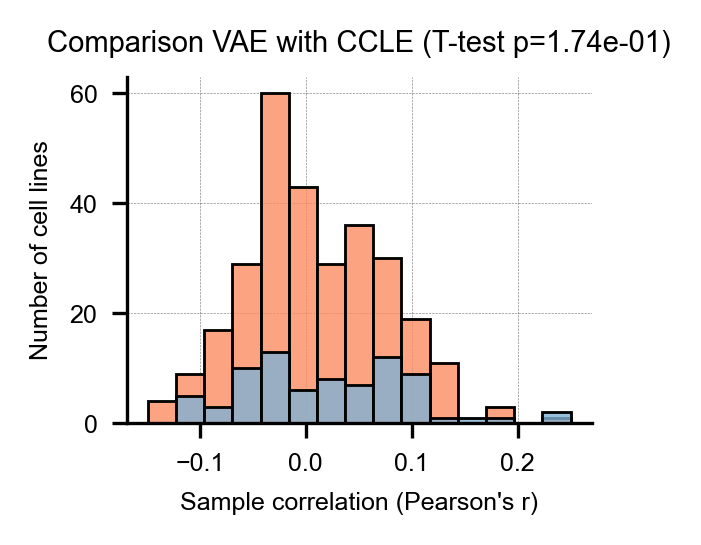 Comparison VAE with CCLE (T-test p=1.74e-01)
Number of cell lines
60
40
20
0
−0.1
0.0
0.1
0.2
Sample correlation (Pearson's r)